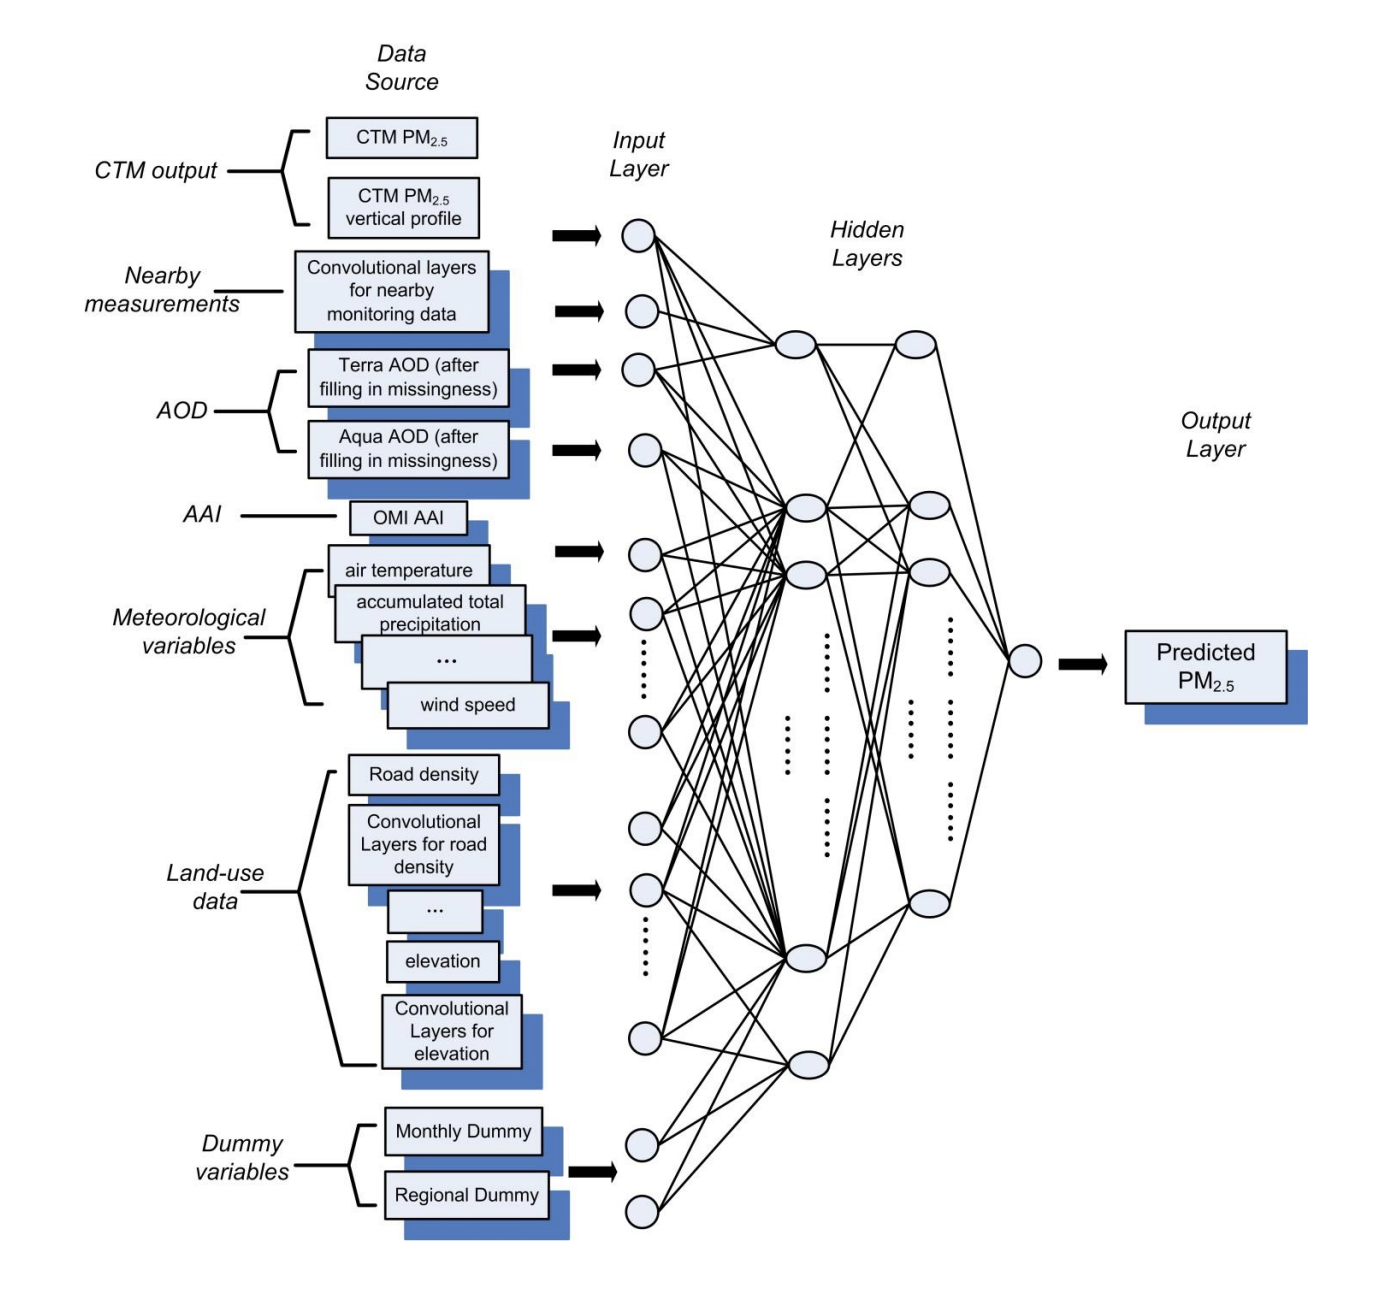 Data
Source
CTM output
CTM PM2.5
CTM PM2.5
vertical profile
Nearby
measurements
Convolutional layers
for nearby
monitoring data
AOD
Terra AOD (after
filling in missingness)
Aqua AOD (after
filling in missingness)
AAI
OMI AAI
Meteorological
variables
air temperature
accumulated total
precipitation
...
wind speed
Land-use
data
Road density
Convolutional
Layers for road
density
...
elevation
Convolutional
Layers for
elevation
Dummy
variables
Monthly Dummy
Regional Dummy
Input
Layer
Hidden
Layers
Output
Layer
Predicted
PM2.5